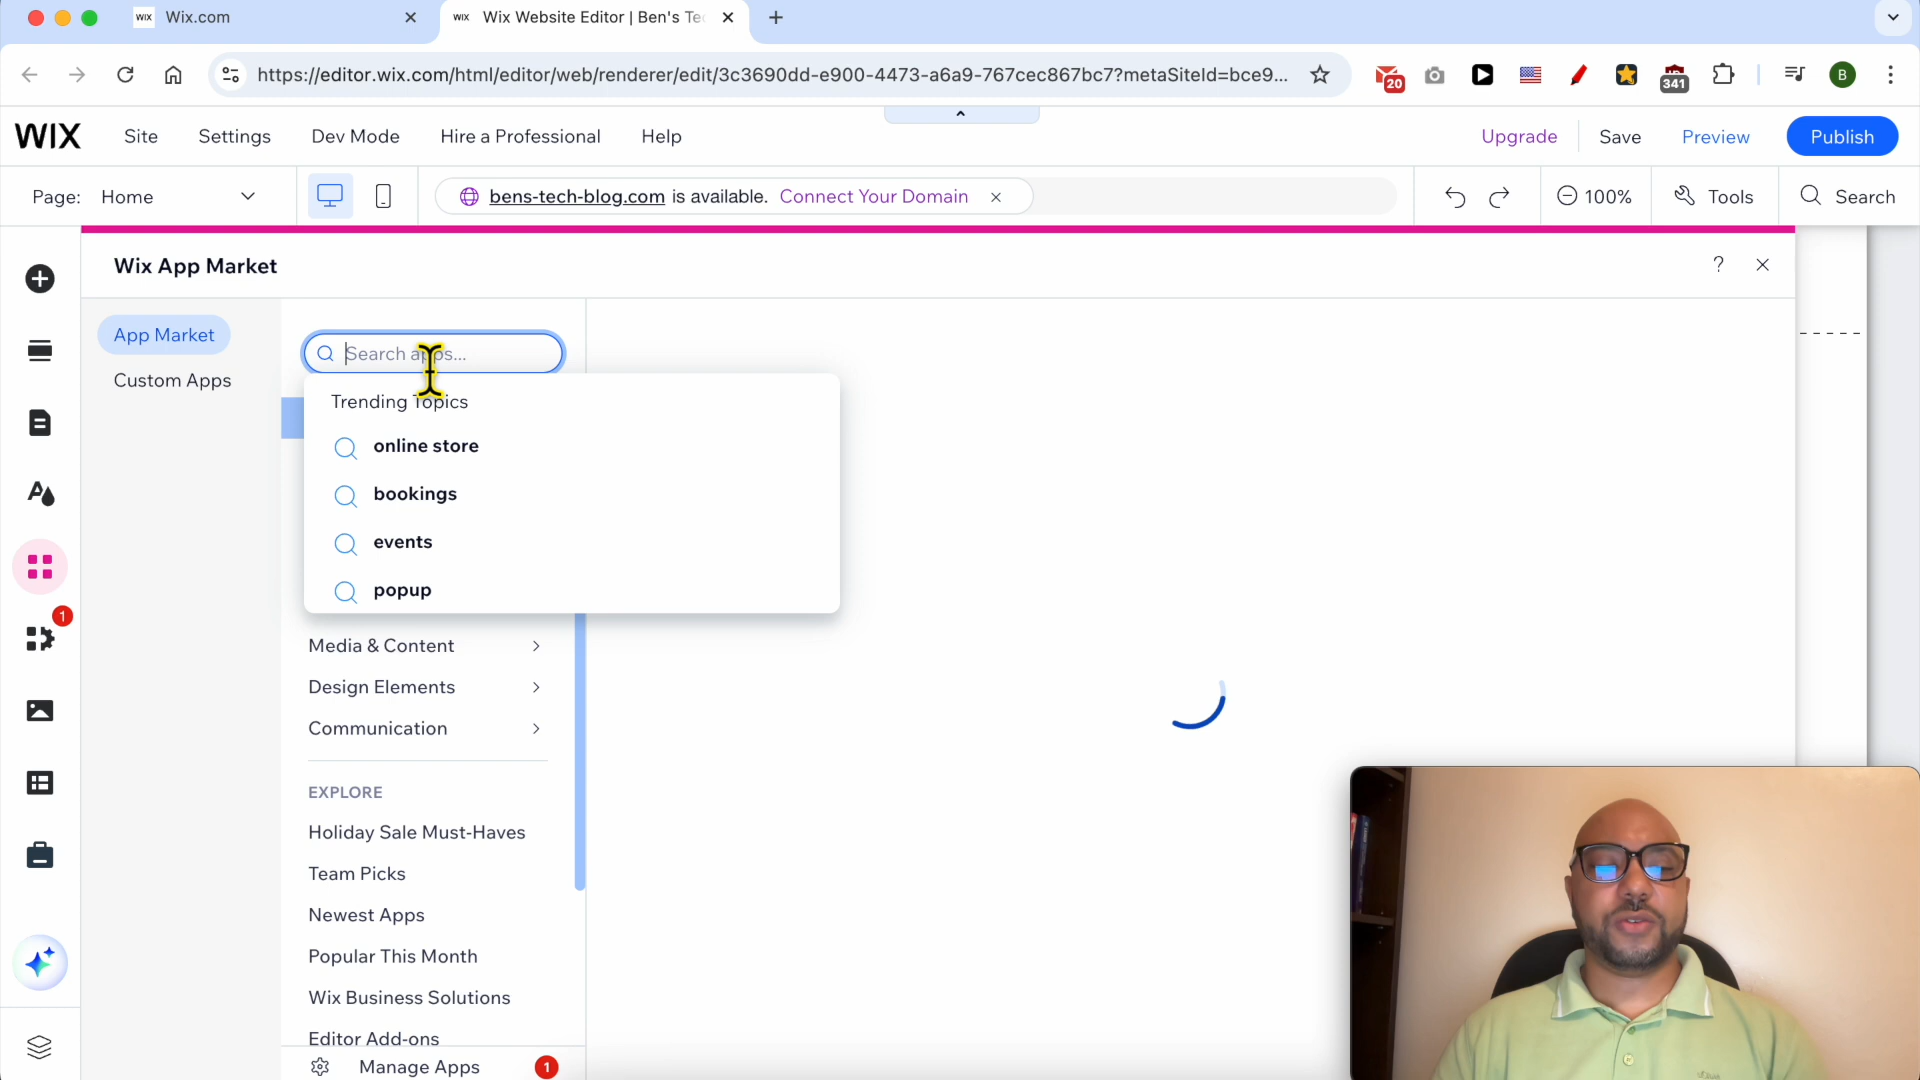 WIX Wix.com
WIX Wix Website Editor | Ben's Tec
https://editor.wix.com/html/editor/web/renderer/edit/3c3690dd-e900-4473-a6a9-767cec867bc7?metaSiteId=bce9...
20
341
B
WIX Site Settings Dev Mode Hire a Professional Help Upgrade Save Preview Publish
Page: Home bens-tech-blog.com is available. Connect Your Domain 100% Tools Search
Wix App Market ?
App Market
Custom Apps
Search apps...
Trending Topics
online store
bookings
events
popup
1
Media & Content
Design Elements
Communication
EXPLORE
Holiday Sale Must-Haves
Team Picks
Newest Apps
Popular This Month
Wix Business Solutions
Editor Add-ons
Manage Apps 1